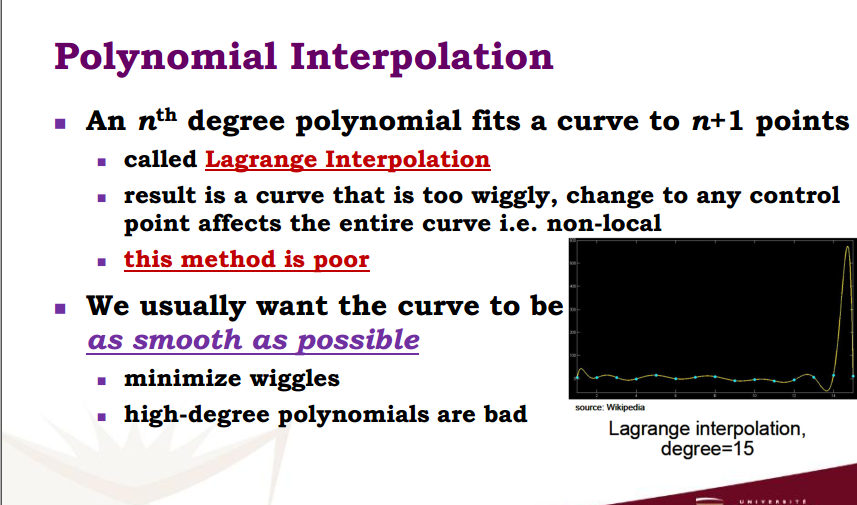 Polynomial Interpolation
▪ An nth degree polynomial fits a curve to n+1 points
▪ called Lagrange Interpolation
▪ result is a curve that is too wiggly, change to any control
point affects the entire curve i.e. non-local
▪ this method is poor
▪ We usually want the curve to be
as smooth as possible
▪ minimize wiggles
▪ high-degree polynomials are bad
source: Wikipedia
Lagrange interpolation,
degree=15
UNIVERSITÉ